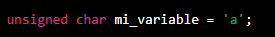 unsigned char mi_variable = 'a';